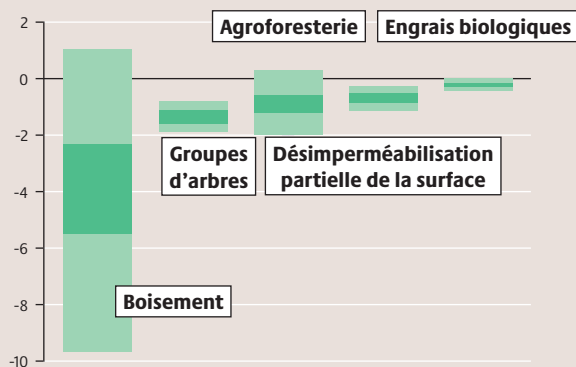 2
Agroforesterie
Engrais biologiques
0
-2
Groupes
d'arbres
Désimperméabilisation
partielle de la surface
-4
-6
Boisement
-8
-10